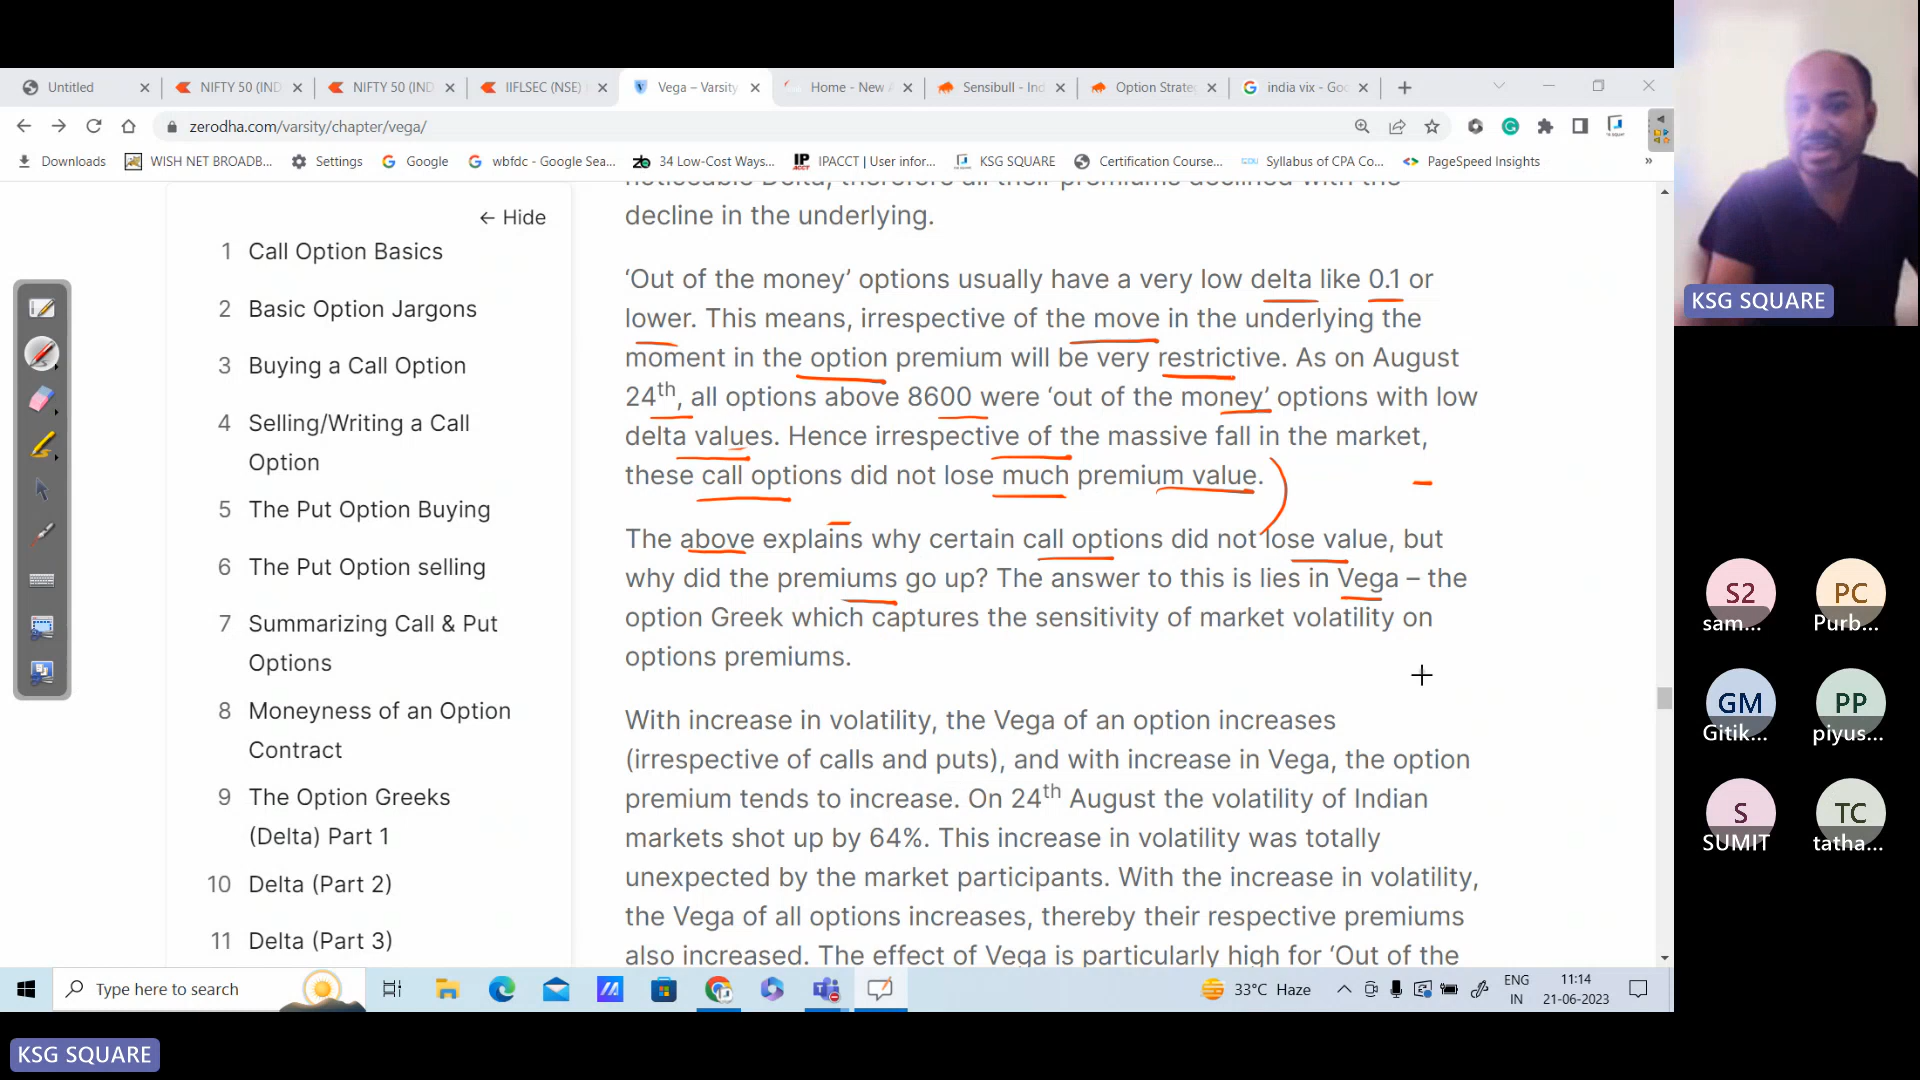 Untitled
NIFTY 50 (IND
NIFTY 50 (IND
IIFLSEC (NSE)
Vega – Varsity
Home - New
Sensibull - Ind
Option Strate
india vix - Goo
zerodha.com/varsity/chapter/vega/
Downloads
WISH NET BROADB...
Settings
Google
wbfdc - Google Sea...
34 Low-Cost Ways...
IPACCT | User infor...
KSG SQUARE
Certification Course...
Syllabus of CPA Co...
PageSpeed Insights
»
← Hide
1 Call Option Basics
2 Basic Option Jargons
3 Buying a Call Option
4 Selling/Writing a Call
Option
5 The Put Option Buying
6 The Put Option selling
7 Summarizing Call & Put
Options
8 Moneyness of an Option
Contract
9 The Option Greeks
(Delta) Part 1
10 Delta (Part 2)
11 Delta (Part 3)
noticeable Delta, therefore all their premiums declined with the
decline in the underlying.
‘Out of the money’ options usually have a very low delta like 0.1 or
lower. This means, irrespective of the move in the underlying the
moment in the option premium will be very restrictive. As on August
24th, all options above 8600 were ‘out of the money’ options with low
delta values. Hence irrespective of the massive fall in the market,
these call options did not lose much premium value.
The above explains why certain call options did not lose value, but
why did the premiums go up? The answer to this is lies in Vega – the
option Greek which captures the sensitivity of market volatility on
options premiums.
With increase in volatility, the Vega of an option increases
(irrespective of calls and puts), and with increase in Vega, the option
premium tends to increase. On 24th August the volatility of Indian
markets shot up by 64%. This increase in volatility was totally
unexpected by the market participants. With the increase in volatility,
the Vega of all options increases, thereby their respective premiums
also increased. The effect of Vega is particularly high for ‘Out of the
KSG SQUARE
S2
sam...
PC
Purb...
GM
Gitik...
PP
piyus...
S
SUMIT
TC
tatha...
Type here to search
33°C Haze
ENG
IN
11:14
21-06-2023
KSG SQUARE